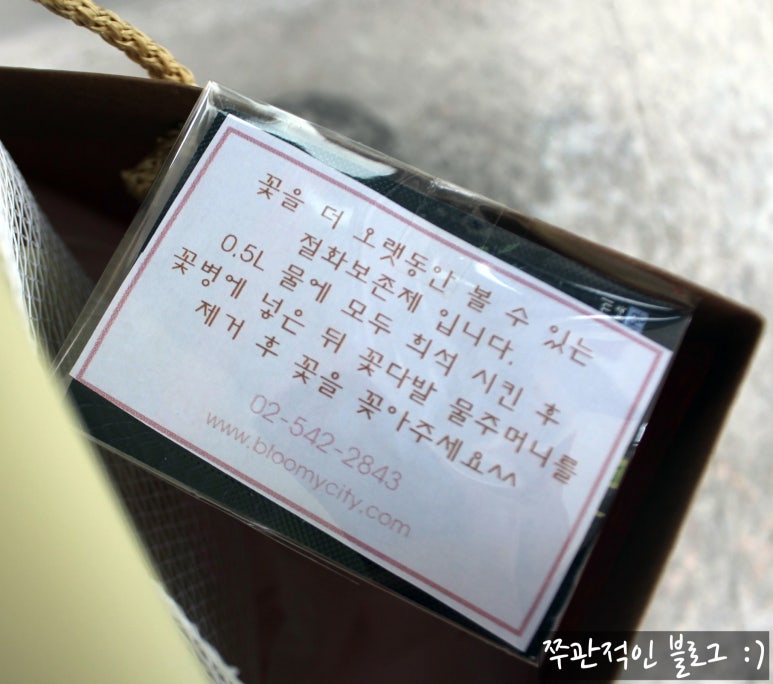 꽃을 더 오랫동안 볼 수 있는
절화보존제 입니다.
0.5L 물에 모두 희석 시킨 후
꽃병에 넣은 뒤 꽃다발 물주머니를
제거 후 꽃을 꽂아주세요^^
02-542-2843
www.bloomycity.com
쭈관적인 블로그 :)